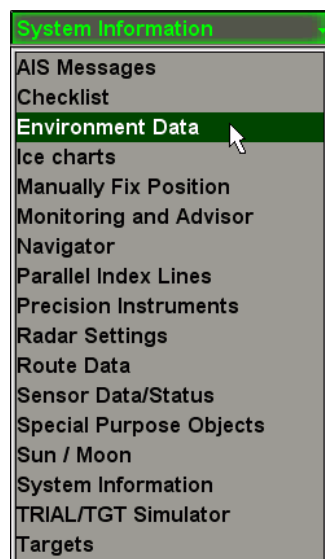 System Information
AIS Messages
Checklist
Environment Data
Ice charts
Manually Fix Position
Monitoring and Advisor
Navigator
Parallel Index Lines
Precision Instruments
Radar Settings
Route Data
Sensor Data/Status
Special Purpose Objects
Sun / Moon
System Information
TRIAL/TGT Simulator
Targets